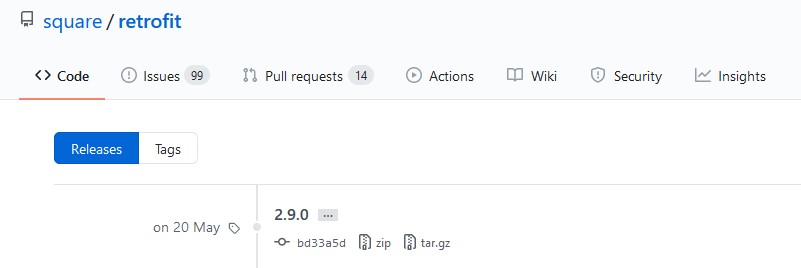 square / retrofit
Code Issues 99 Pull requests 14 Actions Wiki Security Insights
Releases Tags
on 20 May 2.9.0 ...
bd33a5d zip tar.gz